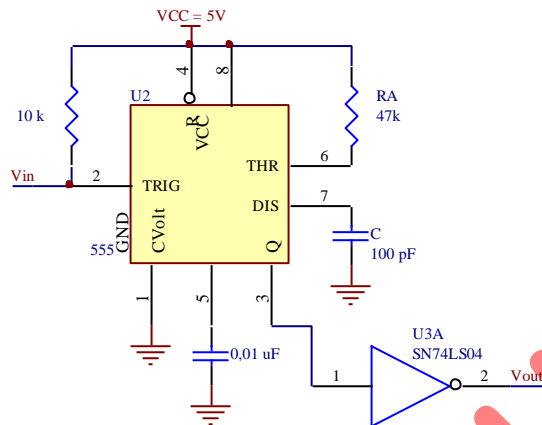 VCC = 5V
4
8
U2
R
VCC
10 k
RA
47k
THR
6
Vin
2
TRIG
DIS
7
GND
CVolt
Q
555
C
100 pF
1
5
3
0,01 uF
U3A
SN74LS04
1
2
Vout